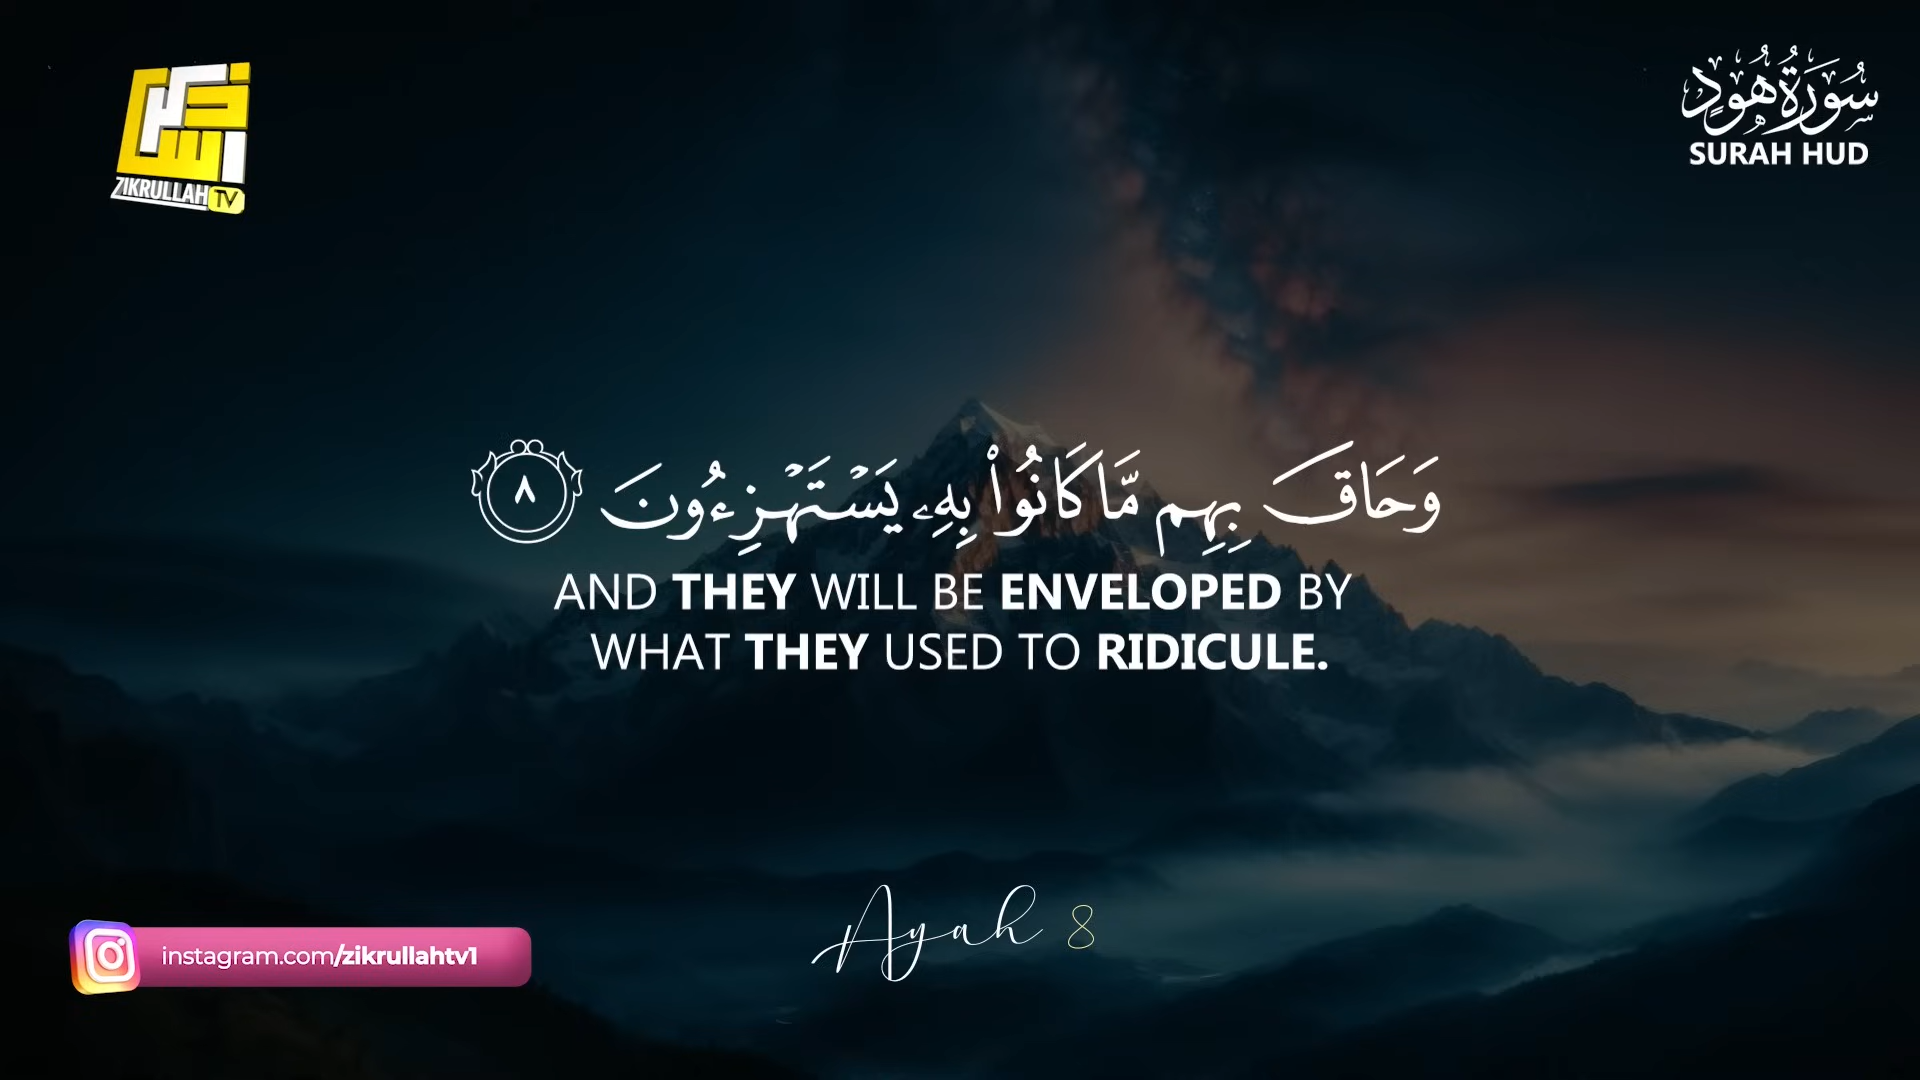 ZIKRULLAH TV
سُورَةُ هُودٍ
SURAH HUD
وَحَاقَ بِهِم مَّا كَانُوا۟ بِهِۦ يَسْتَهْزِءُونَ ٨
AND THEY WILL BE ENVELOPED BY
WHAT THEY USED TO RIDICULE.
Ayah 8
instagram.com/zikrullahtv1